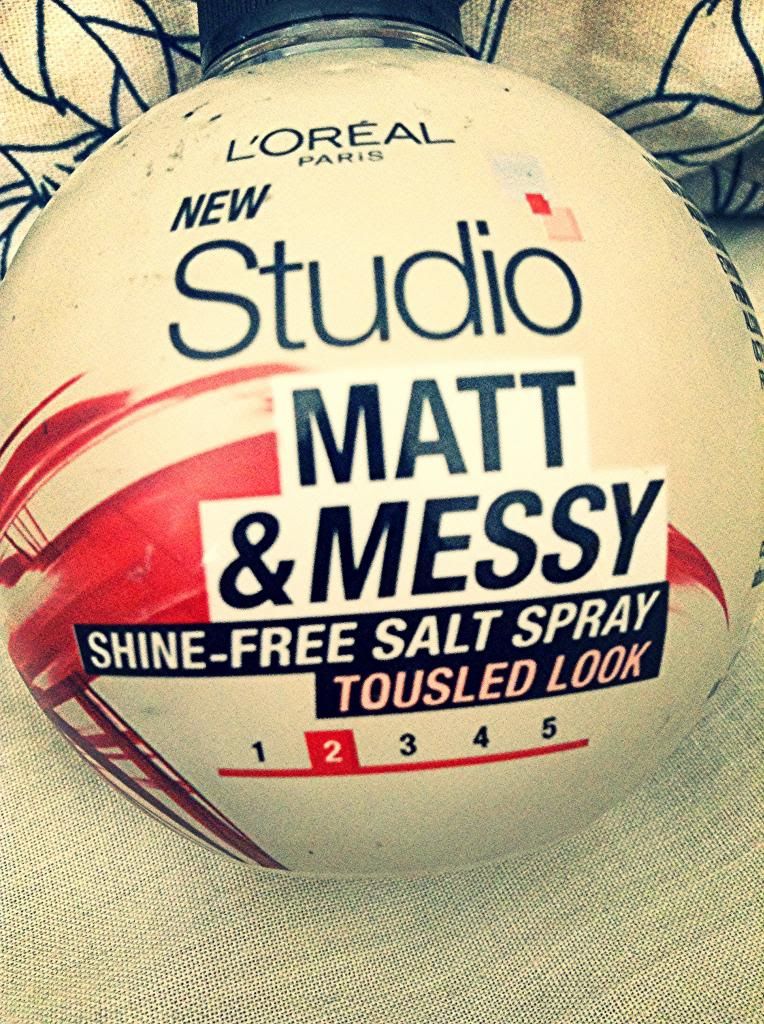 L'ORÉAL
PARIS
NEW
Studio
MATT
& MESSY
SHINE-FREE SALT SPRAY
TOUSLED LOOK
1 2 3 4 5